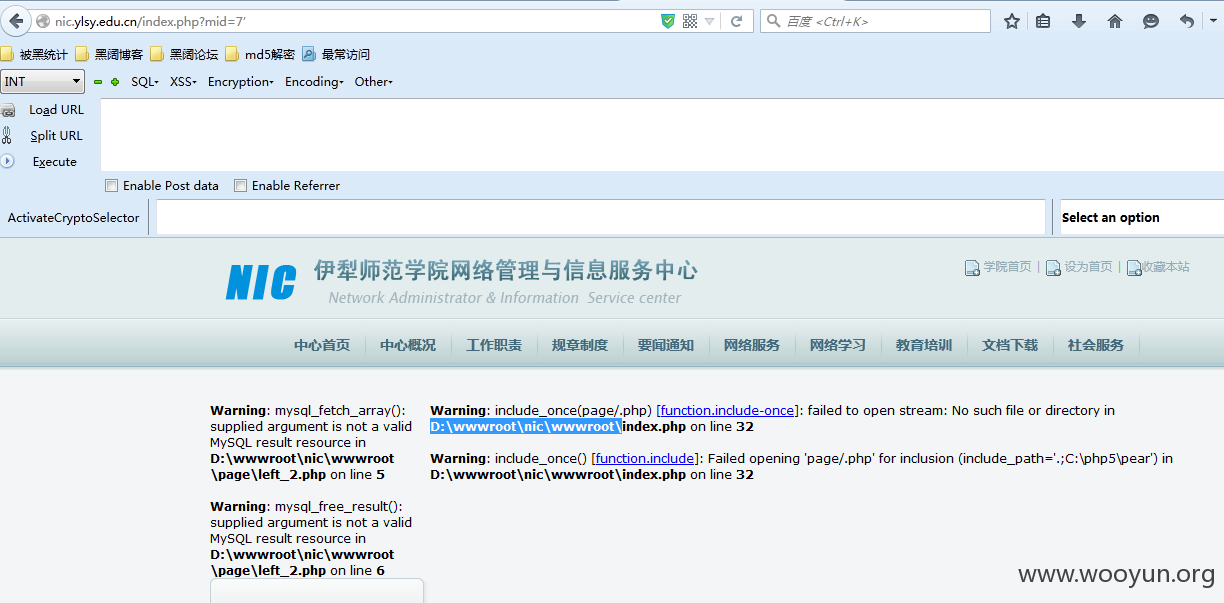 nic.ylsy.edu.cn/index.php?mid=7'
百度 <Ctrl+K>
被黑统计 黑阔博客 黑阔论坛 md5解密 最常访问
INT SQL- XSS- Encryption- Encoding- Other-
Load URL
Split URL
Execute
Enable Post data Enable Referrer
ActivateCryptoSelector Select an option
NIC 伊犁师范学院网络管理与信息服务中心
Network Administrator & Information Service center
学院首页 | 设为首页 | 收藏本站
中心首页 中心概况 工作职责 规章制度 要闻通知 网络服务 网络学习 教育培训 文档下载 社会服务
Warning: mysql_fetch_array():
supplied argument is not a valid
MySQL result resource in
D:\wwwroot\nic\wwwroot
\page\left_2.php on line 5
Warning: mysql_free_result():
supplied argument is not a valid
MySQL result resource in
D:\wwwroot\nic\wwwroot
\page\left_2.php on line 6
Warning: include_once(page/.php) [function.include-once]: failed to open stream: No such file or directory in
D:\wwwroot\nic\wwwroot\index.php on line 32
Warning: include_once() [function.include]: Failed opening 'page/.php' for inclusion (include_path='.;C:\php5\pear') in
D:\wwwroot\nic\wwwroot\index.php on line 32
www.wooyun.org